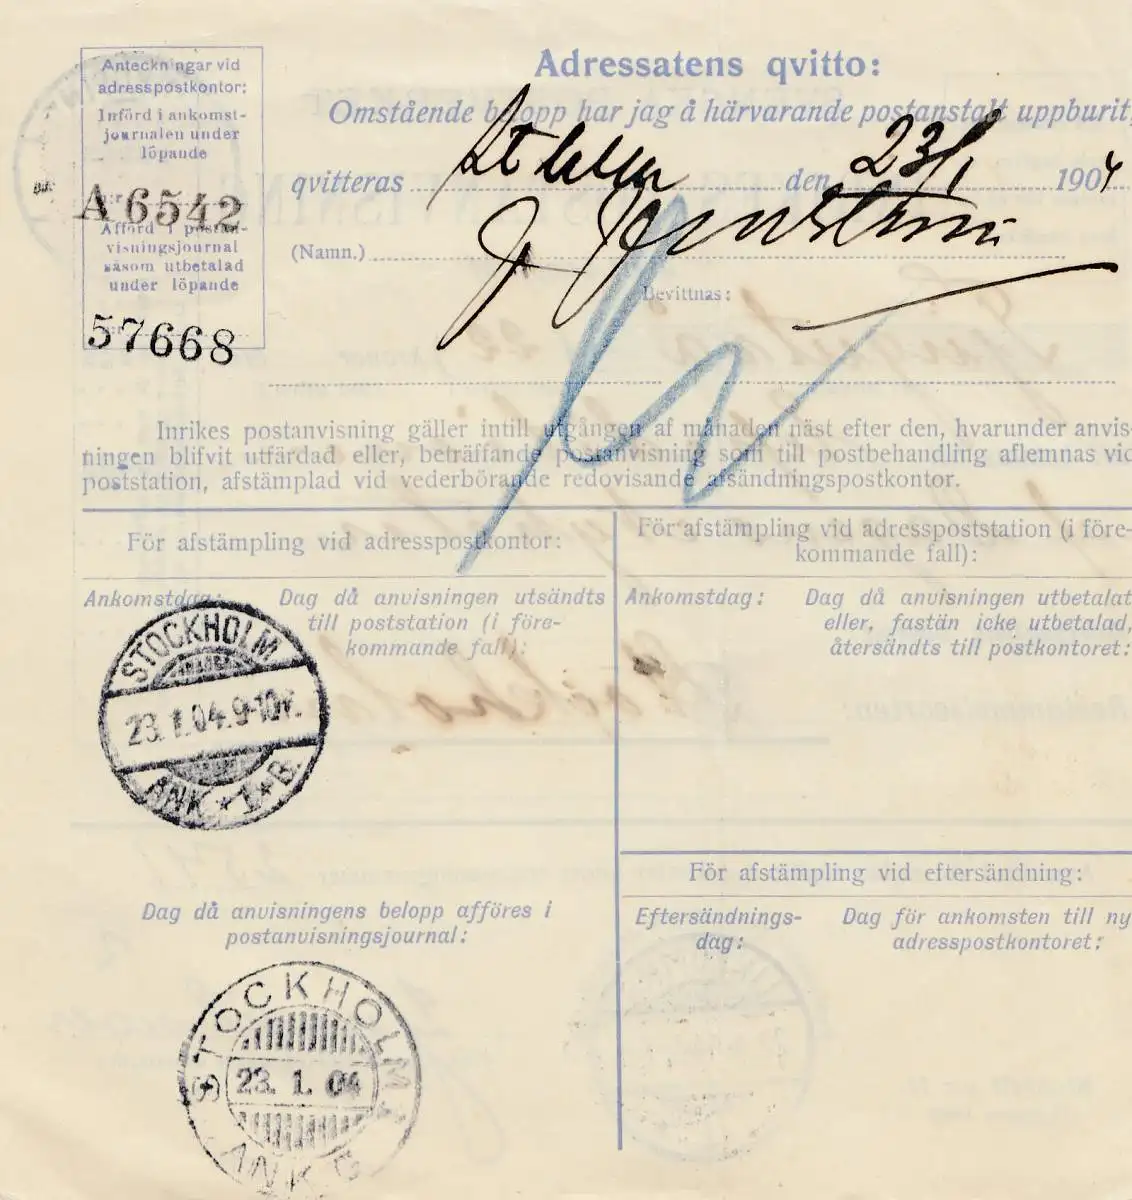 Anteckningar vid
adresspostkontor:
Införd i ankomst-
journalen under
löpande
A 6542
Afförd i postan-
visningsjournal
såsom utbetalad
under löpande
57668
Adressatens qvitto:
Omstående belopp har jag å härvarande postanstalt uppburit,
qvitteras den 23/1 1904
(Namn.)
Bevittnas:
Inrikes postanvisning gäller intill utgången af månaden näst efter den, hvarunder anvis-
ningen blifvit utfärdad eller, beträffande postanvisning som till postbehandling aflemnas vid
poststation, afstämplad vid vederbörande redovisande afsändningspostkontor.
För afstämpling vid adresspostkontor:
Ankomstdag:
Dag då anvisningen utsändts
till poststation (i före-
kommande fall):
STOCKHOLM
23.1.04.9-10F.
ANK.*1*B.
Dag då anvisningens belopp afföres i
postanvisningsjournal:
STOCKHOLM 1
23. 1. 04
ANK B
För afstämpling vid adresspoststation (i före-
kommande fall):
Ankomstdag:
Dag då anvisningen utbetalat
eller, fastän icke utbetalad,
återsändts till postkontoret:
För afstämpling vid eftersändning:
Eftersändnings-
dag:
Dag för ankomsten till ny
adresspostkontoret: